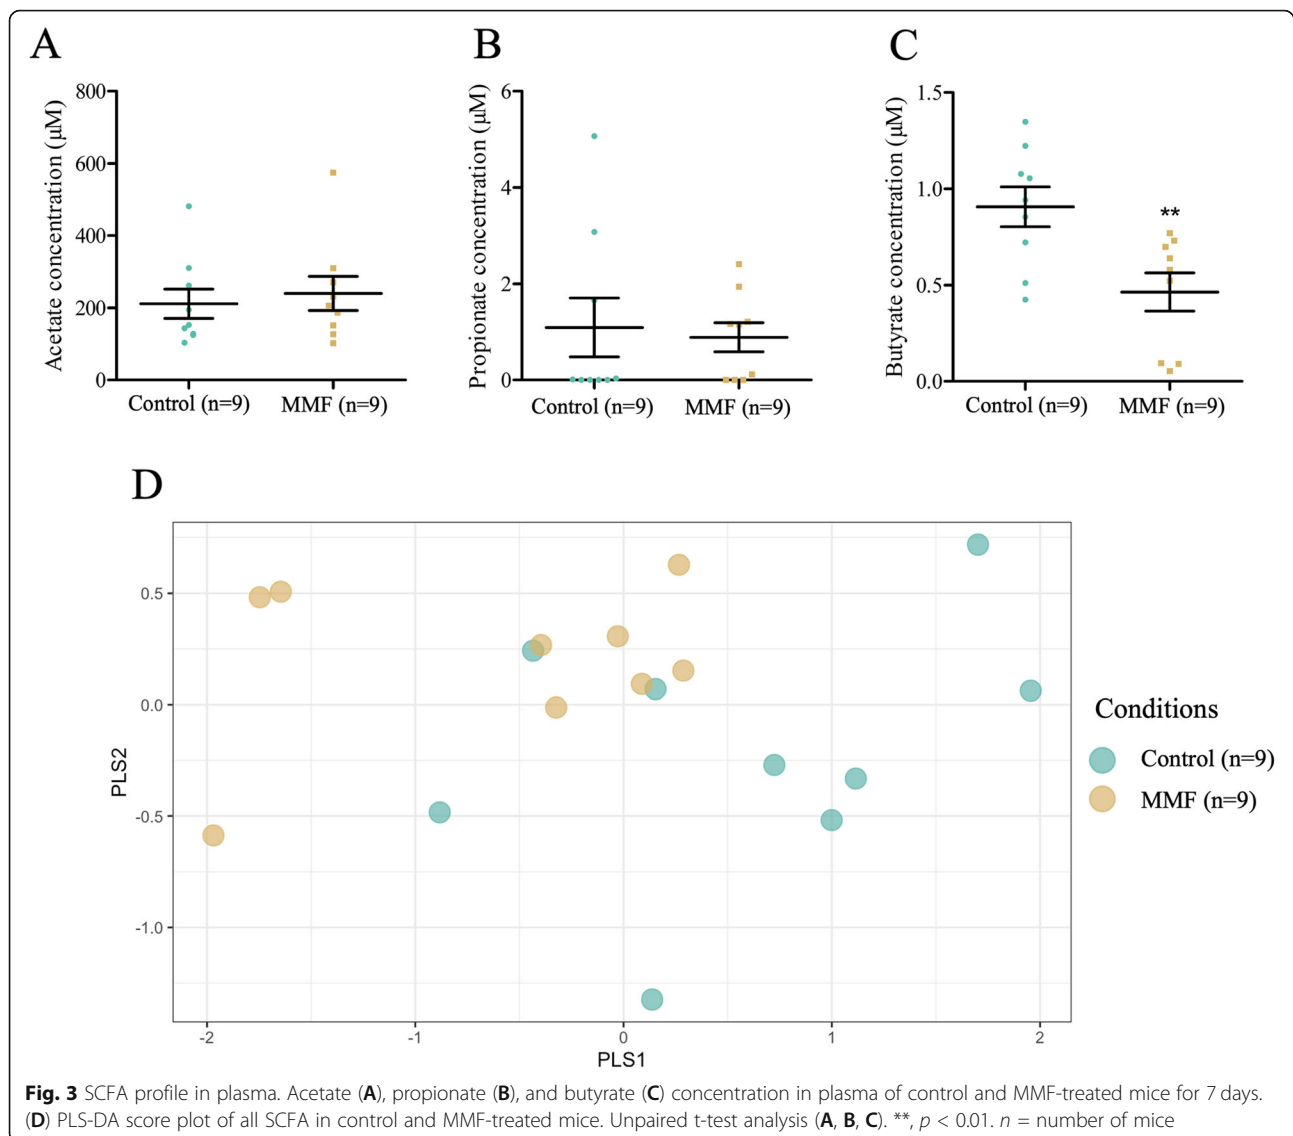 A
B
C
Acetate concentration (µM)
800
600
400
200
0
Control (n=9)
MMF (n=9)
Propionate concentration (µM)
6
4
2
0
Control (n=9)
MMF (n=9)
Butyrate concentration (µM)
1.5
1.0
0.5
0.0
**
Control (n=9)
MMF (n=9)
D
PLS2
0.5
0.0
-0.5
-1.0
-2
-1
0
1
2
PLS1
Conditions
Control (n=9)
MMF (n=9)
Fig. 3 SCFA profile in plasma. Acetate (A), propionate (B), and butyrate (C) concentration in plasma of control and MMF-treated mice for 7 days.
(D) PLS-DA score plot of all SCFA in control and MMF-treated mice. Unpaired t-test analysis (A, B, C). **, p < 0.01. n = number of mice